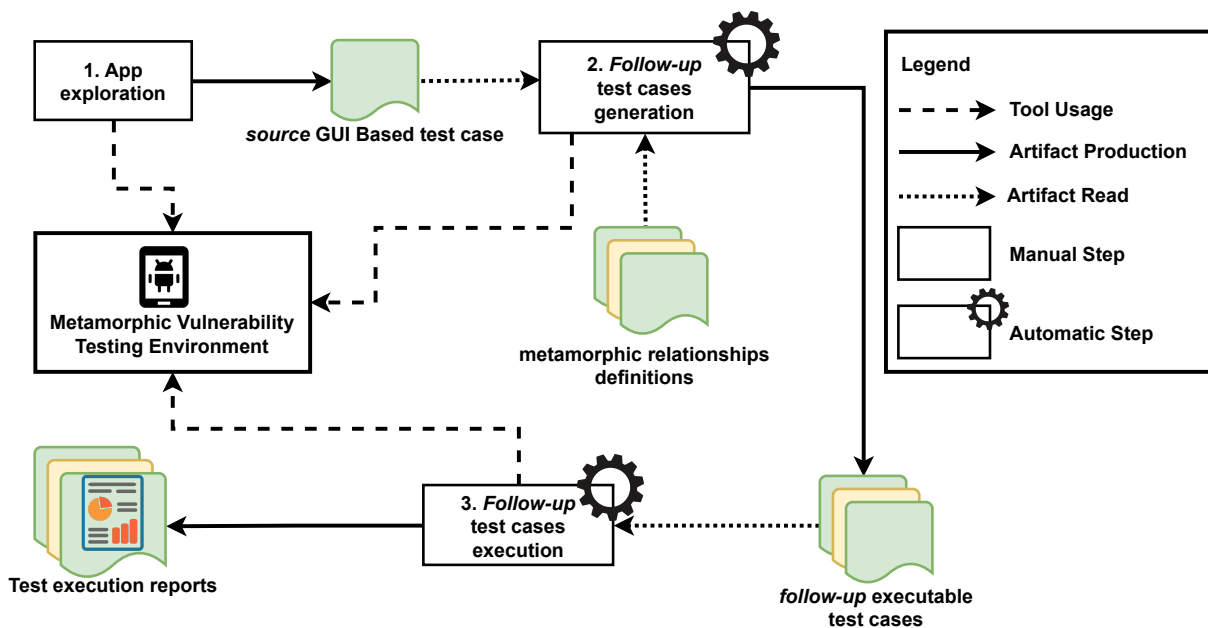 1. App
exploration
source GUI Based test case
2. Follow-up
test cases
generation
Legend
Tool Usage
Artifact Production
Artifact Read
Manual Step
Automatic Step
Metamorphic Vulnerability
Testing Environment
metamorphic relationships
definitions
3. Follow-up
test cases
execution
Test execution reports
follow-up executable
test cases